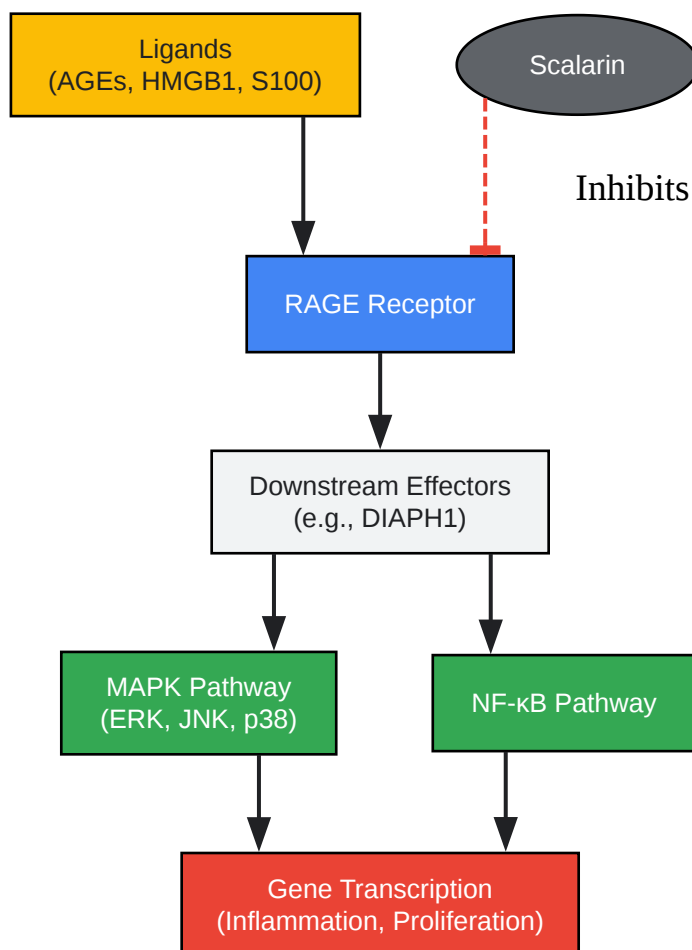 Ligands
(AGEs, HMGB1, S100)
Scalarin
Inhibits
RAGE Receptor
Downstream Effectors
(e.g., DIAPH1)
MAPK Pathway
(ERK, JNK, p38)
NF-κB Pathway
Gene Transcription
(Inflammation, Proliferation)